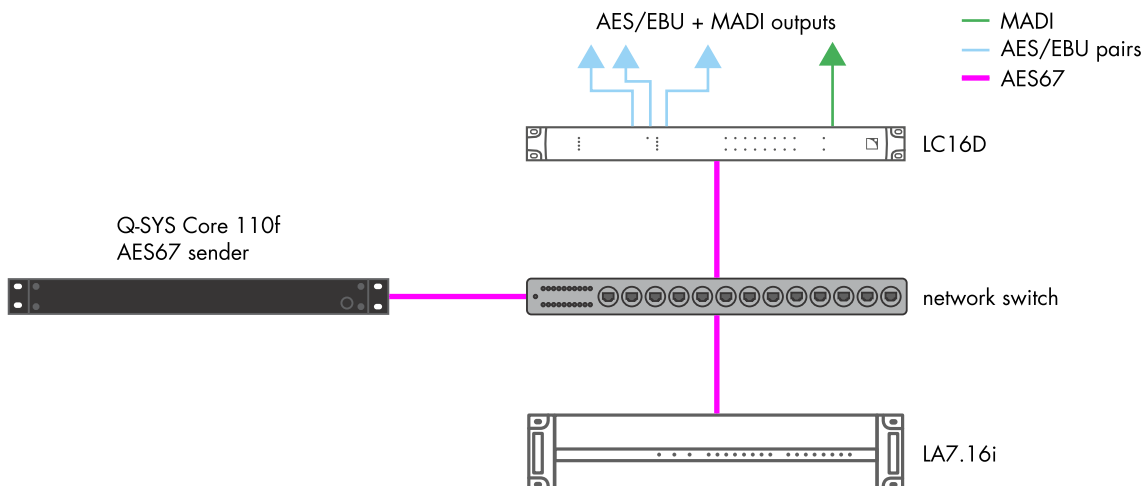 AES/EBU + MADI outputs
MADI
AES/EBU pairs
AES67
LC16D
Q-SYS Core 110f
AES67 sender
network switch
LA7.16i